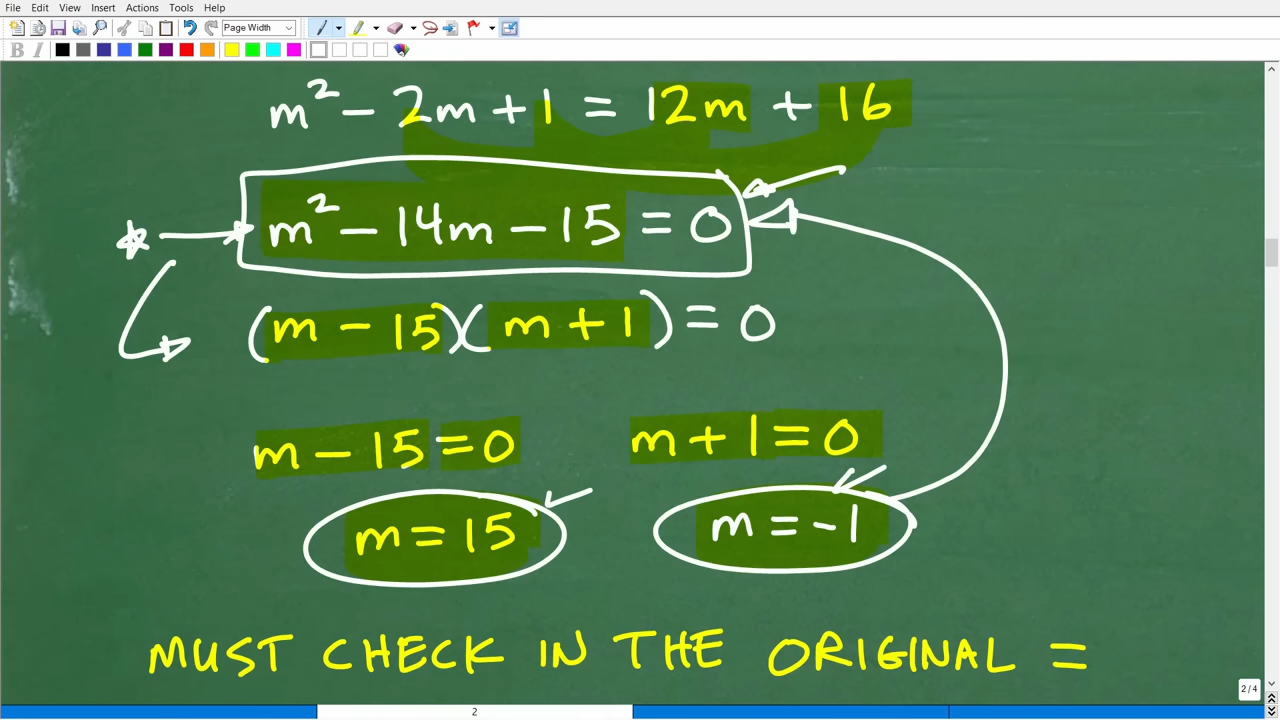 File Edit View Insert Actions Tools Help
Page Width
B I
m² − 2m + 1 = 12m + 16
m² − 14m − 15 = 0
(m − 15)(m + 1) = 0
m − 15 = 0 m + 1 = 0
m = 15 m = −1
MUST CHECK IN THE ORIGINAL =
2 / 4
2